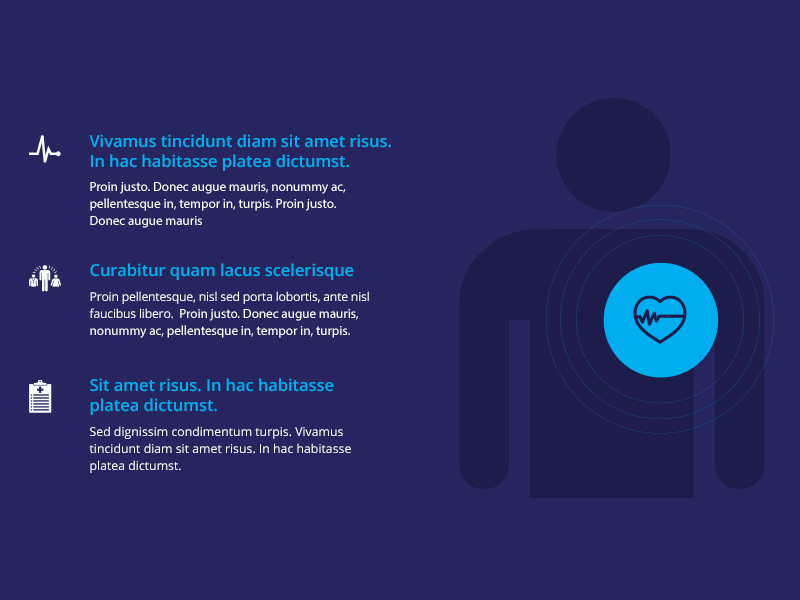 Vivamus tincidunt diam sit amet risus.
In hac habitasse platea dictumst.
Proin justo. Donec augue mauris, nonummy ac,
pellentesque in, tempor in, turpis. Proin justo.
Donec augue mauris
Curabitur quam lacus scelerisque
Proin pellentesque, nisl sed porta lobortis, ante nisl
faucibus libero.  Proin justo. Donec augue mauris,
nonummy ac, pellentesque in, tempor in, turpis.
Sit amet risus. In hac habitasse
platea dictumst.
Sed dignissim condimentum turpis. Vivamus
tincidunt diam sit amet risus. In hac habitasse
platea dictumst.